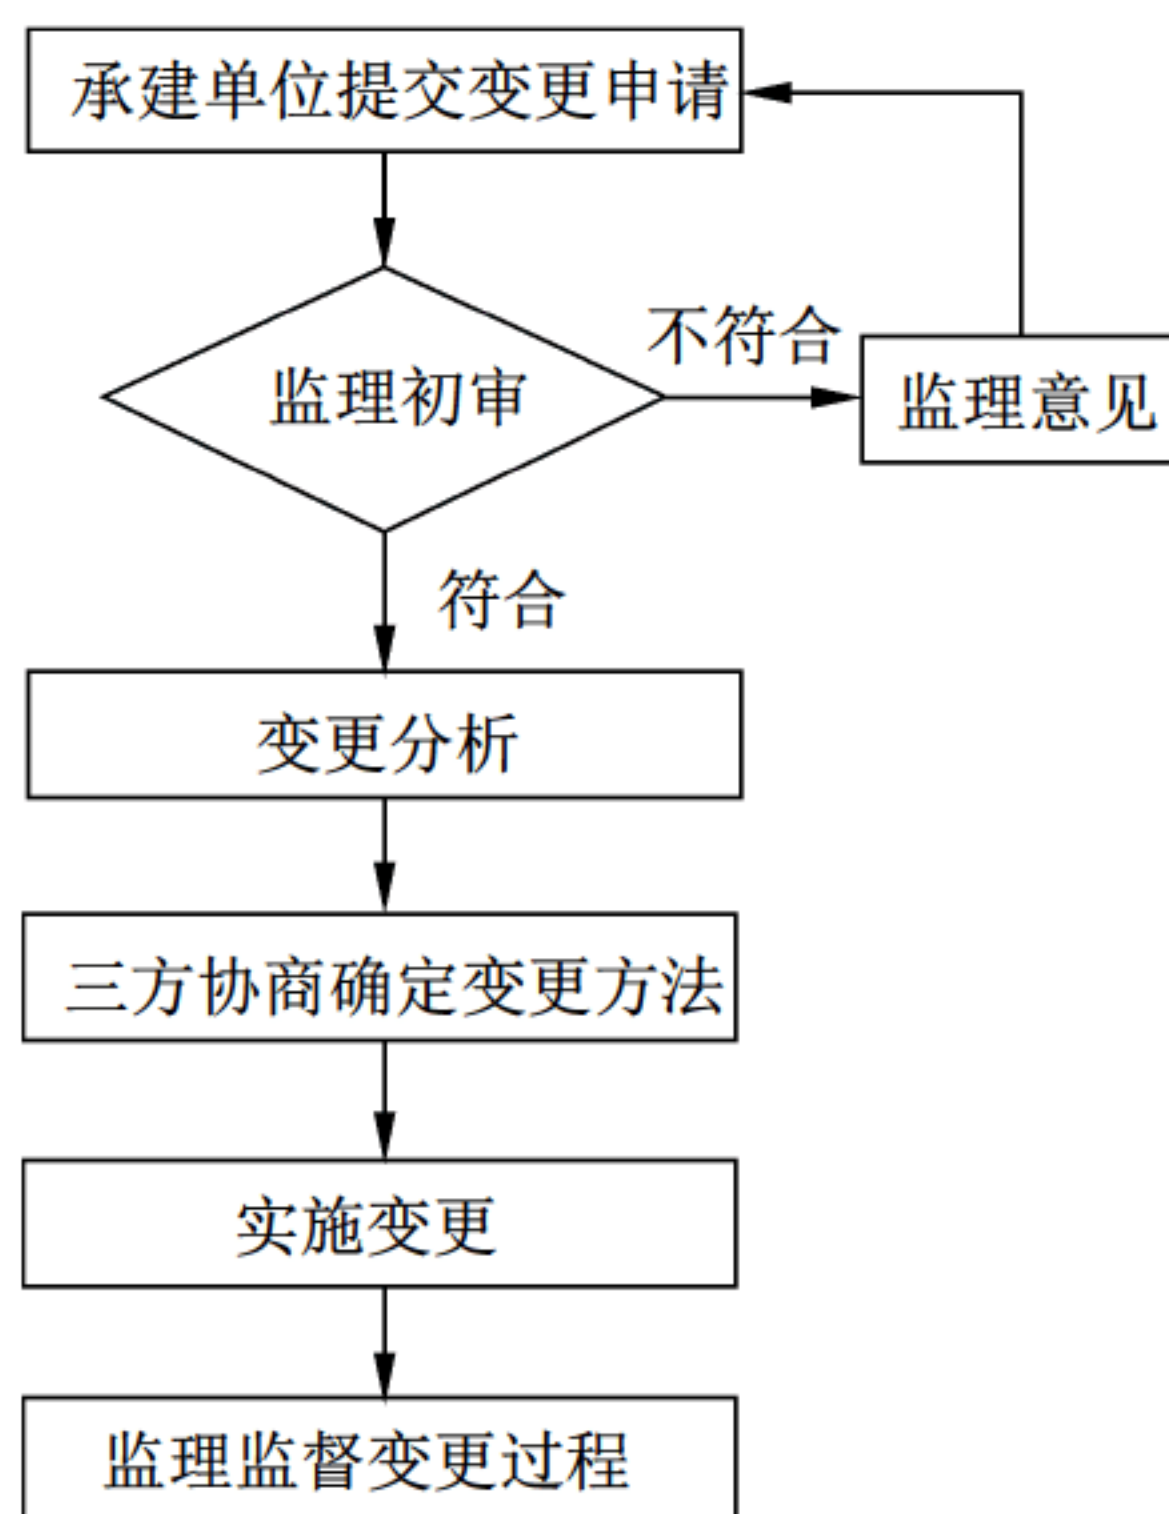 承建单位提交变更申请
监理初审
不符合
监理意见
符合
变更分析
三方协商确定变更方法
实施变更
监理监督变更过程